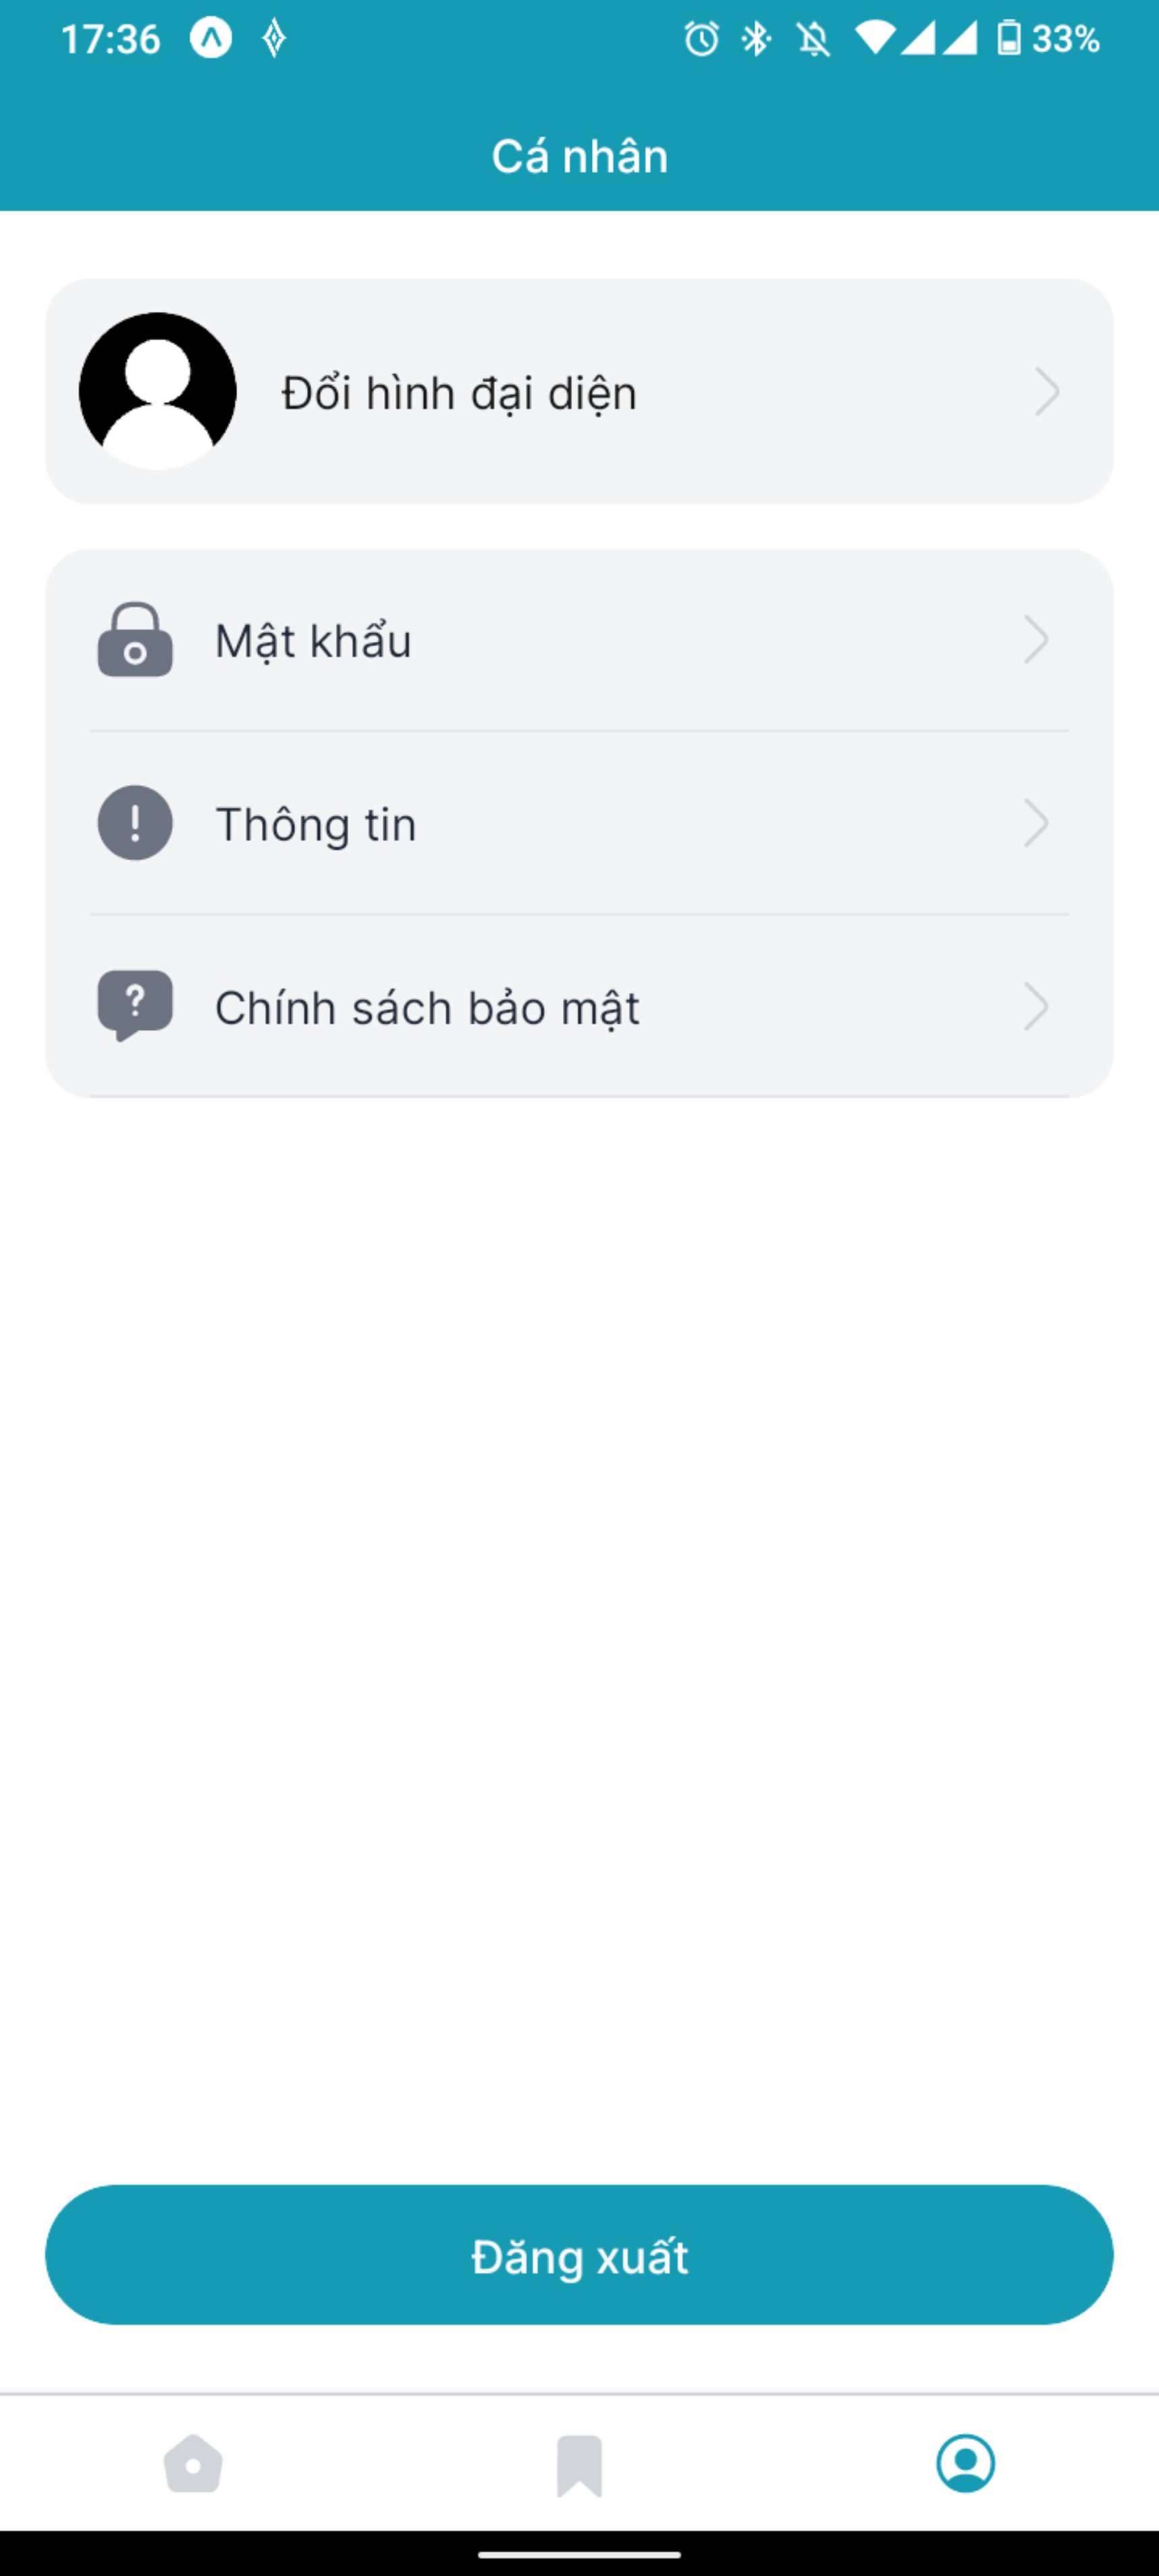 17:36 33%
Cá nhân
Đổi hình đại diện
Mật khẩu
Thông tin
Chính sách bảo mật
Đăng xuất